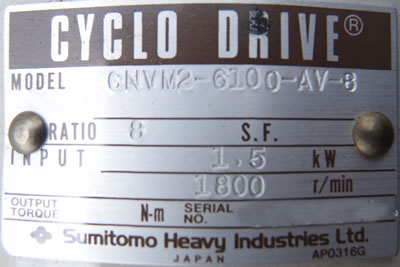 CYCLO DRIVE®
MODEL CNVM2-6100-AV-8
RATIO 8 S.F.
INPUT 1.5 kW
1800 r/min
OUTPUT TORQUE N·m SERIAL NO.
Sumitomo Heavy Industries Ltd.
JAPAN AP0316G